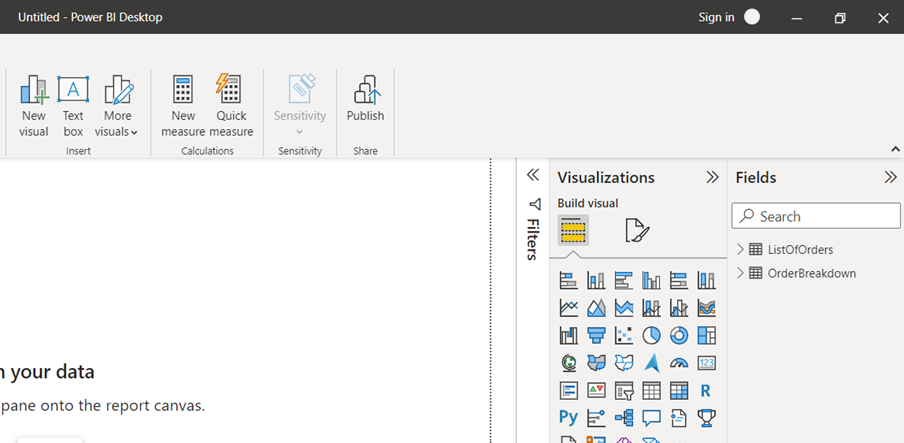 Untitled - Power BI Desktop
Sign in
New visual
Text box
More visuals
Insert
New measure
Quick measure
Calculations
Sensitivity
Sensitivity
Publish
Share
Filters
Visualizations
Build visual
Fields
Search
ListOfOrders
OrderBreakdown
123
R
Py
n your data
pane onto the report canvas.